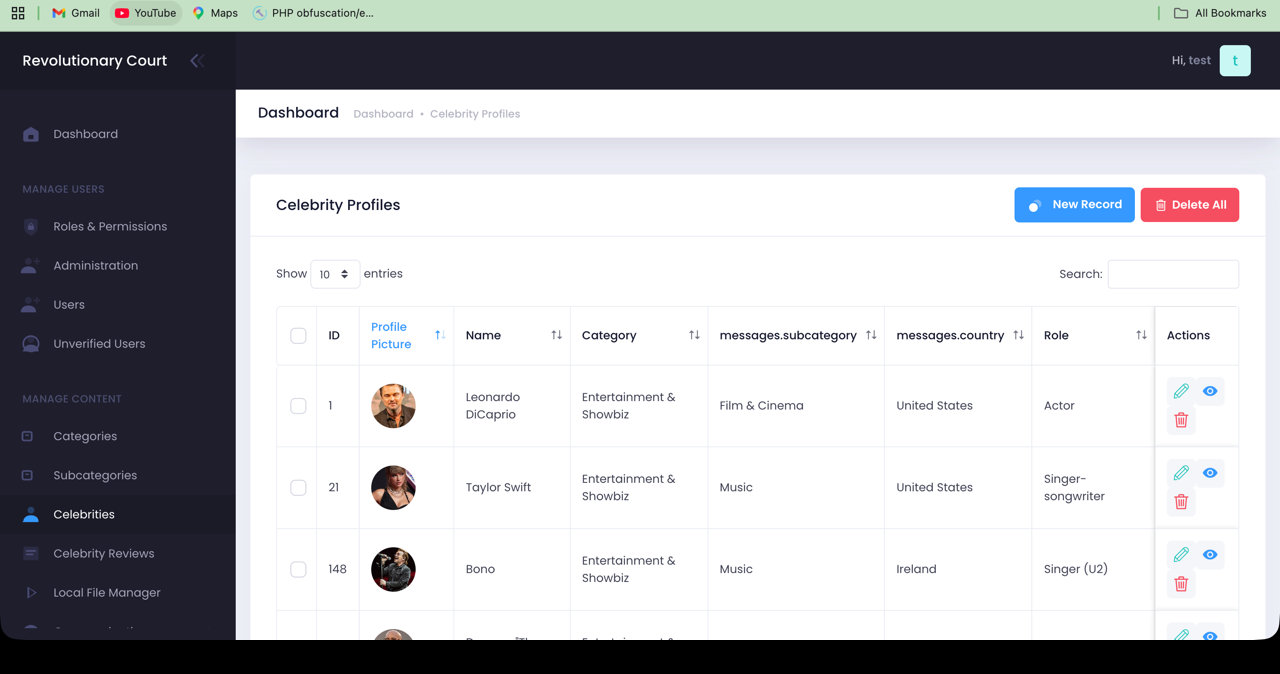 Gmail
YouTube
Maps
PHP obfuscation/e...
All Bookmarks
Revolutionary Court
Hi, test
t
Dashboard
Dashboard • Celebrity Profiles
Dashboard
MANAGE USERS
Roles & Permissions
Administration
Users
Unverified Users
MANAGE CONTENT
Categories
Subcategories
Celebrities
Celebrity Reviews
Local File Manager
Celebrity Profiles
New Record
Delete All
Show 10 entries
Search:
ID
Profile
Picture
Name
Category
messages.subcategory
messages.country
Role
Actions
1
Leonardo
DiCaprio
Entertainment &
Showbiz
Film & Cinema
United States
Actor
21
Taylor Swift
Entertainment &
Showbiz
Music
United States
Singer-
songwriter
148
Bono
Entertainment &
Showbiz
Music
Ireland
Singer (U2)